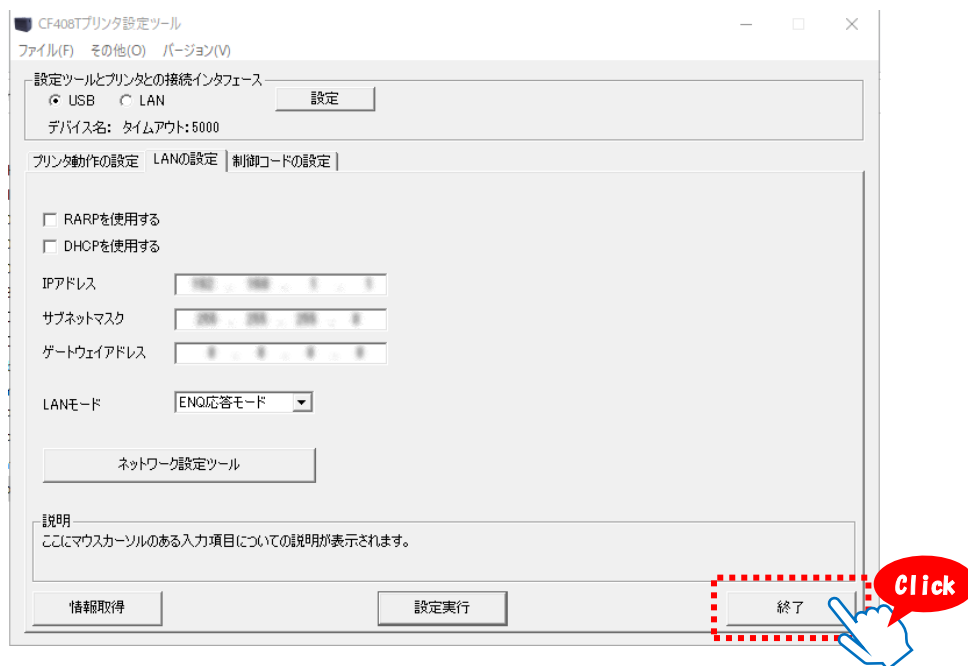 CF408Tプリンタ設定ツール
ファイル(F) その他(O) バージョン(V)
設定ツールとプリンタとの接続インタフェース
USB LAN 設定
デバイス名: タイムアウト:5000
プリンタ動作の設定 LANの設定 制御コードの設定
RARPを使用する
DHCPを使用する
IPアドレス
サブネットマスク
ゲートウェイアドレス
LANモード ENQ応答モード
ネットワーク設定ツール
説明
ここにマウスカーソルのある入力項目についての説明が表示されます。
情報取得 設定実行 終了
Click